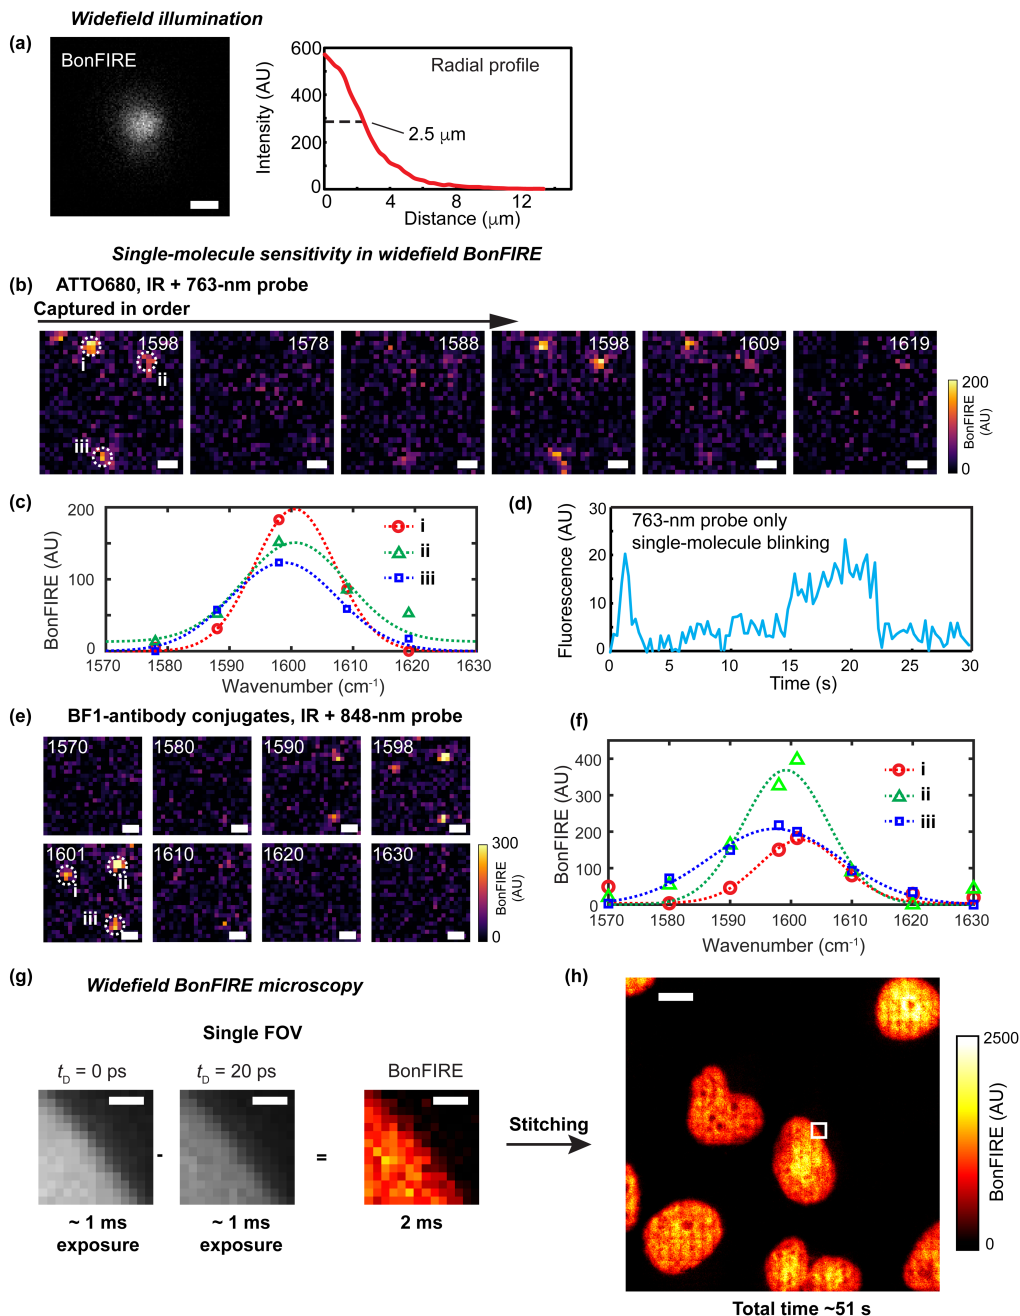 Widefield illumination
(a)
BonFIRE
Radial profile
Intensity (AU)
600
400
200
0
2.5 μm
0 4 8 12
Distance (μm)
Single-molecule sensitivity in widefield BonFIRE
(b) ATTO680, IR + 763-nm probe
Captured in order
1598 1578 1588 1598 1609 1619
i
ii
iii
200
BonFIRE (AU)
0
(c)
BonFIRE (AU)
200
100
0
i
ii
iii
1570 1580 1590 1600 1610 1620 1630
Wavenumber (cm⁻¹)
(d)
763-nm probe only
single-molecule blinking
Fluorescence (AU)
30
20
10
0
0 5 10 15 20 25 30
Time (s)
(e) BF1-antibody conjugates, IR + 848-nm probe
1570 1580 1590 1598
1601 1610 1620 1630
i
ii
iii
300
BonFIRE (AU)
0
(f)
BonFIRE (AU)
400
300
200
100
0
i
ii
iii
1570 1580 1590 1600 1610 1620 1630
Wavenumber (cm⁻¹)
(g) Widefield BonFIRE microscopy
Single FOV
t_D = 0 ps t_D = 20 ps BonFIRE
- =
~ 1 ms exposure
~ 1 ms exposure
2 ms
Stitching
(h)
2500
BonFIRE (AU)
0
Total time ~51 s